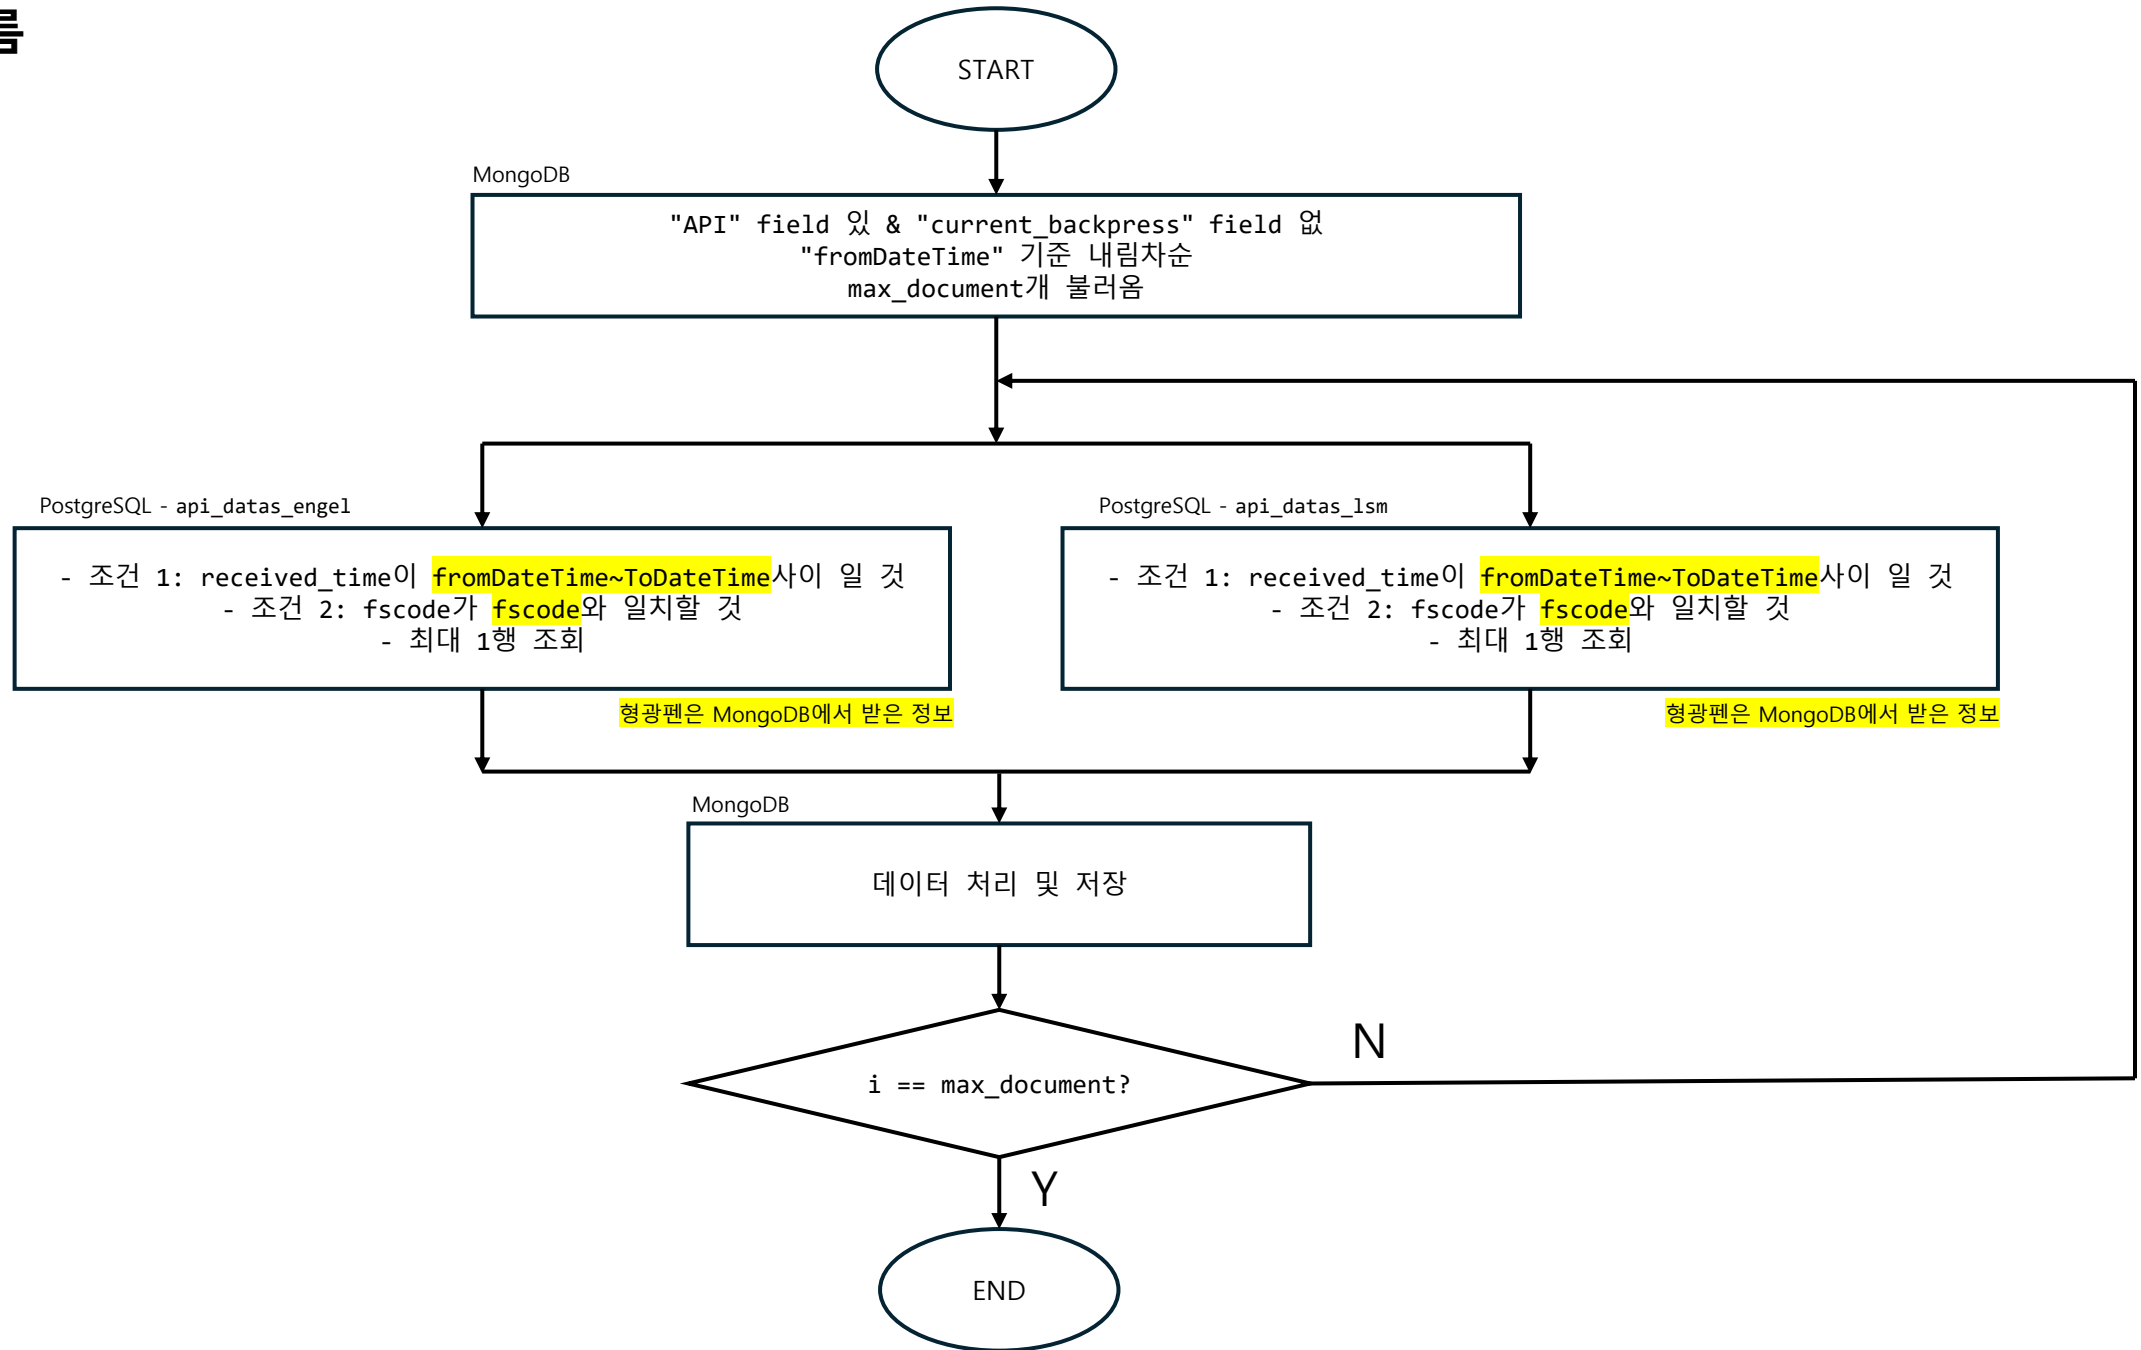 름
START
MongoDB
"API" field 있 & "current_backpress" field 없
"fromDateTime" 기준 내림차순
max_document개 불러옴
PostgreSQL - api_datas_engel
- 조건 1: received_time이 fromDateTime~ToDateTime사이 일 것
- 조건 2: fscode가 fscode와 일치할 것
- 최대 1행 조회
형광펜은 MongoDB에서 받은 정보
PostgreSQL - api_datas_lsm
- 조건 1: received_time이 fromDateTime~ToDateTime사이 일 것
- 조건 2: fscode가 fscode와 일치할 것
- 최대 1행 조회
형광펜은 MongoDB에서 받은 정보
MongoDB
데이터 처리 및 저장
i == max_document?
N
Y
END